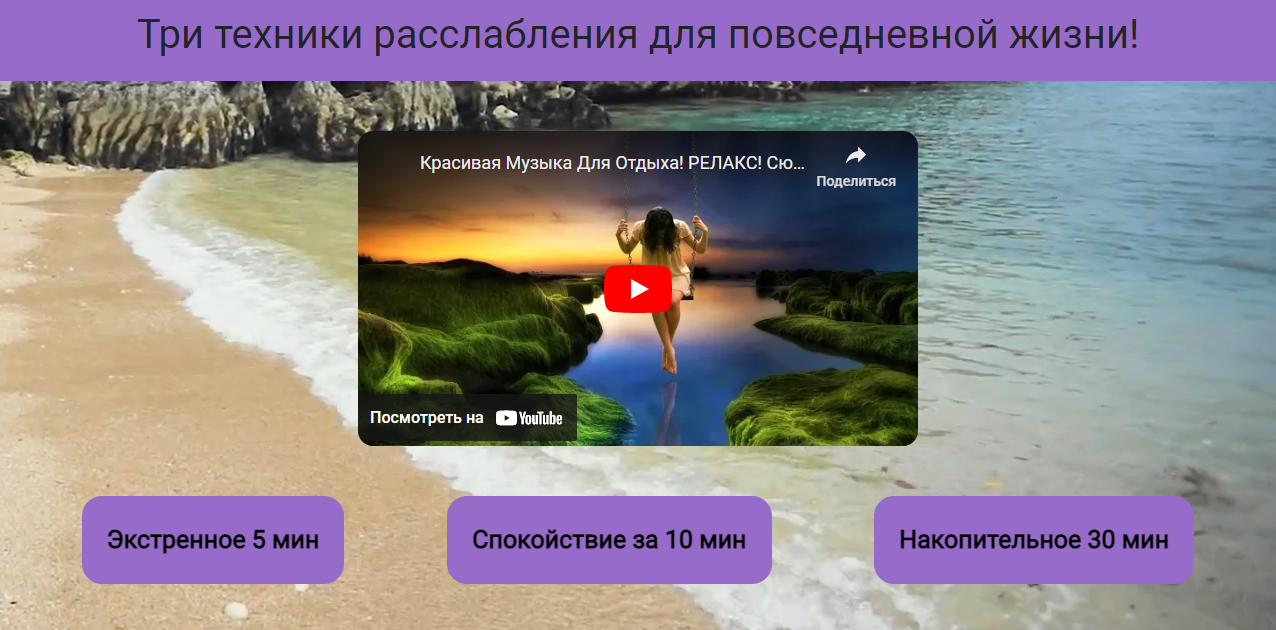 Три техники расслабления для повседневной жизни!
Красивая Музыка Для Отдыха! РЕЛАКС! Сю...
Поделиться
Посмотреть на YouTube
Экстренное 5 мин
Спокойствие за 10 мин
Накопительное 30 мин